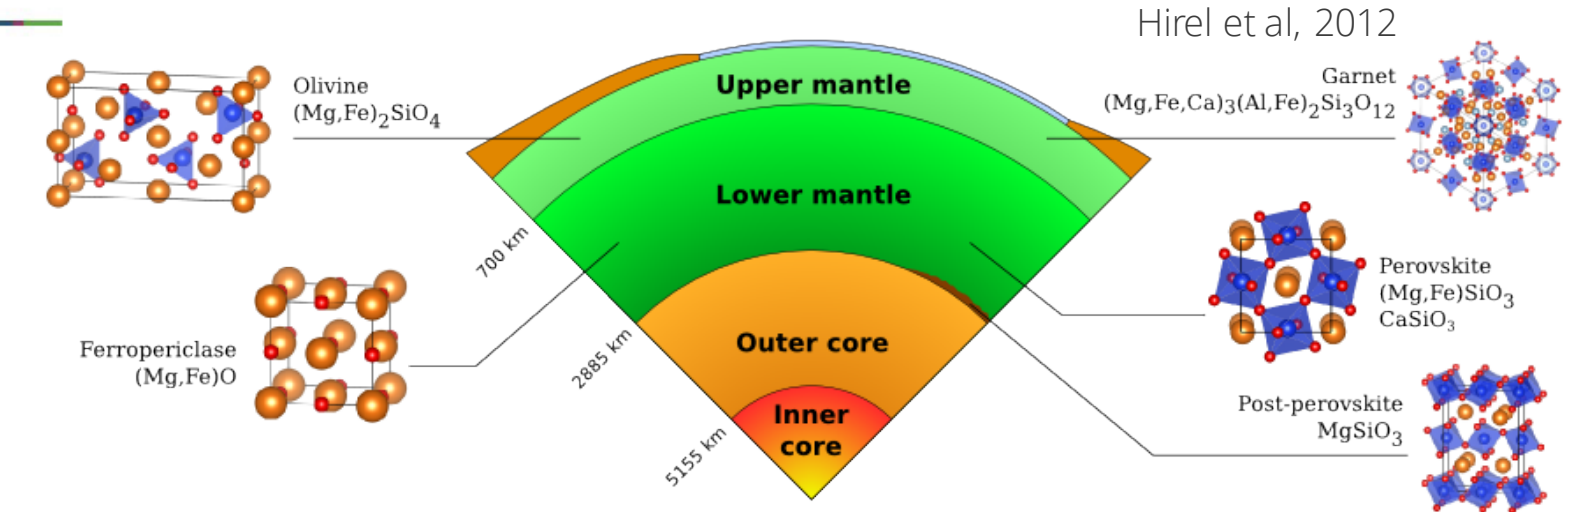 Hirel et al, 2012
Olivine
(Mg,Fe)₂SiO₄
Upper mantle
Garnet
(Mg,Fe,Ca)₃(Al,Fe)₂Si₃O₁₂
Lower mantle
700 km
Perovskite
(Mg,Fe)SiO₃
CaSiO₃
Ferropericlase
(Mg,Fe)O
2885 km
Outer core
Post-perovskite
MgSiO₃
Inner
core
5155 km